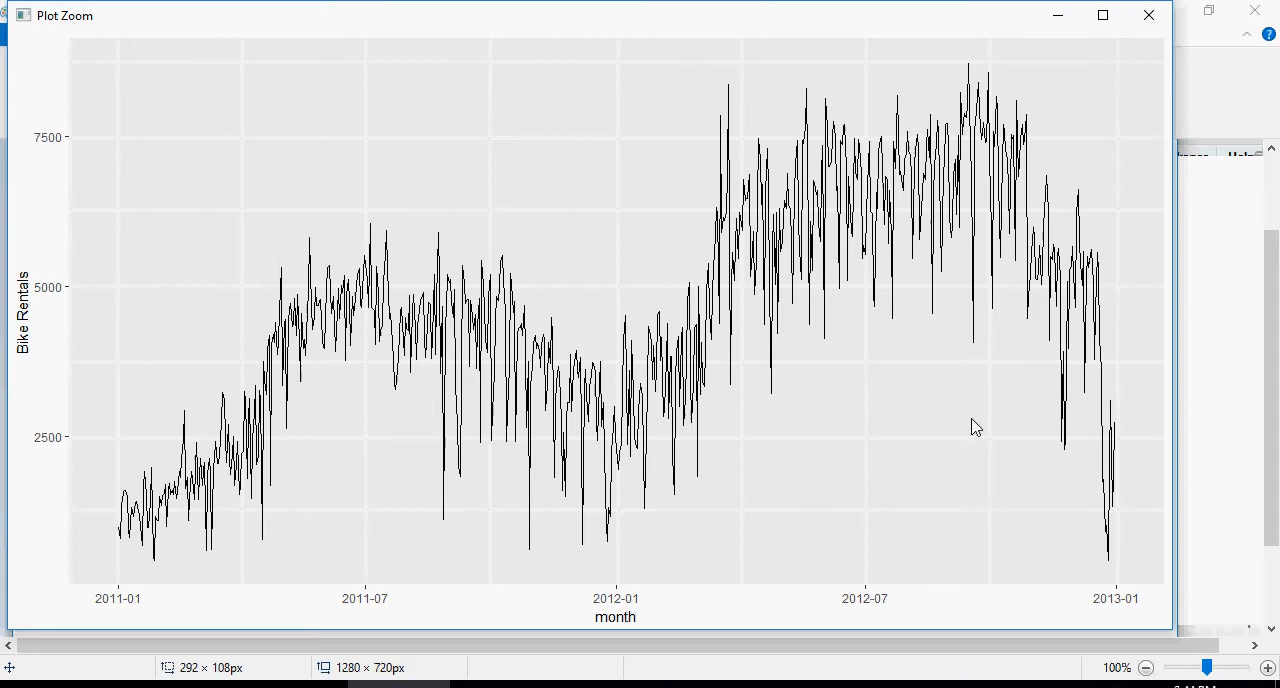 Plot Zoom
7500
5000
2500
Bike Rentals
2011-01
2011-07
2012-01
2012-07
2013-01
month
292 × 108px
1280 × 720px
100%